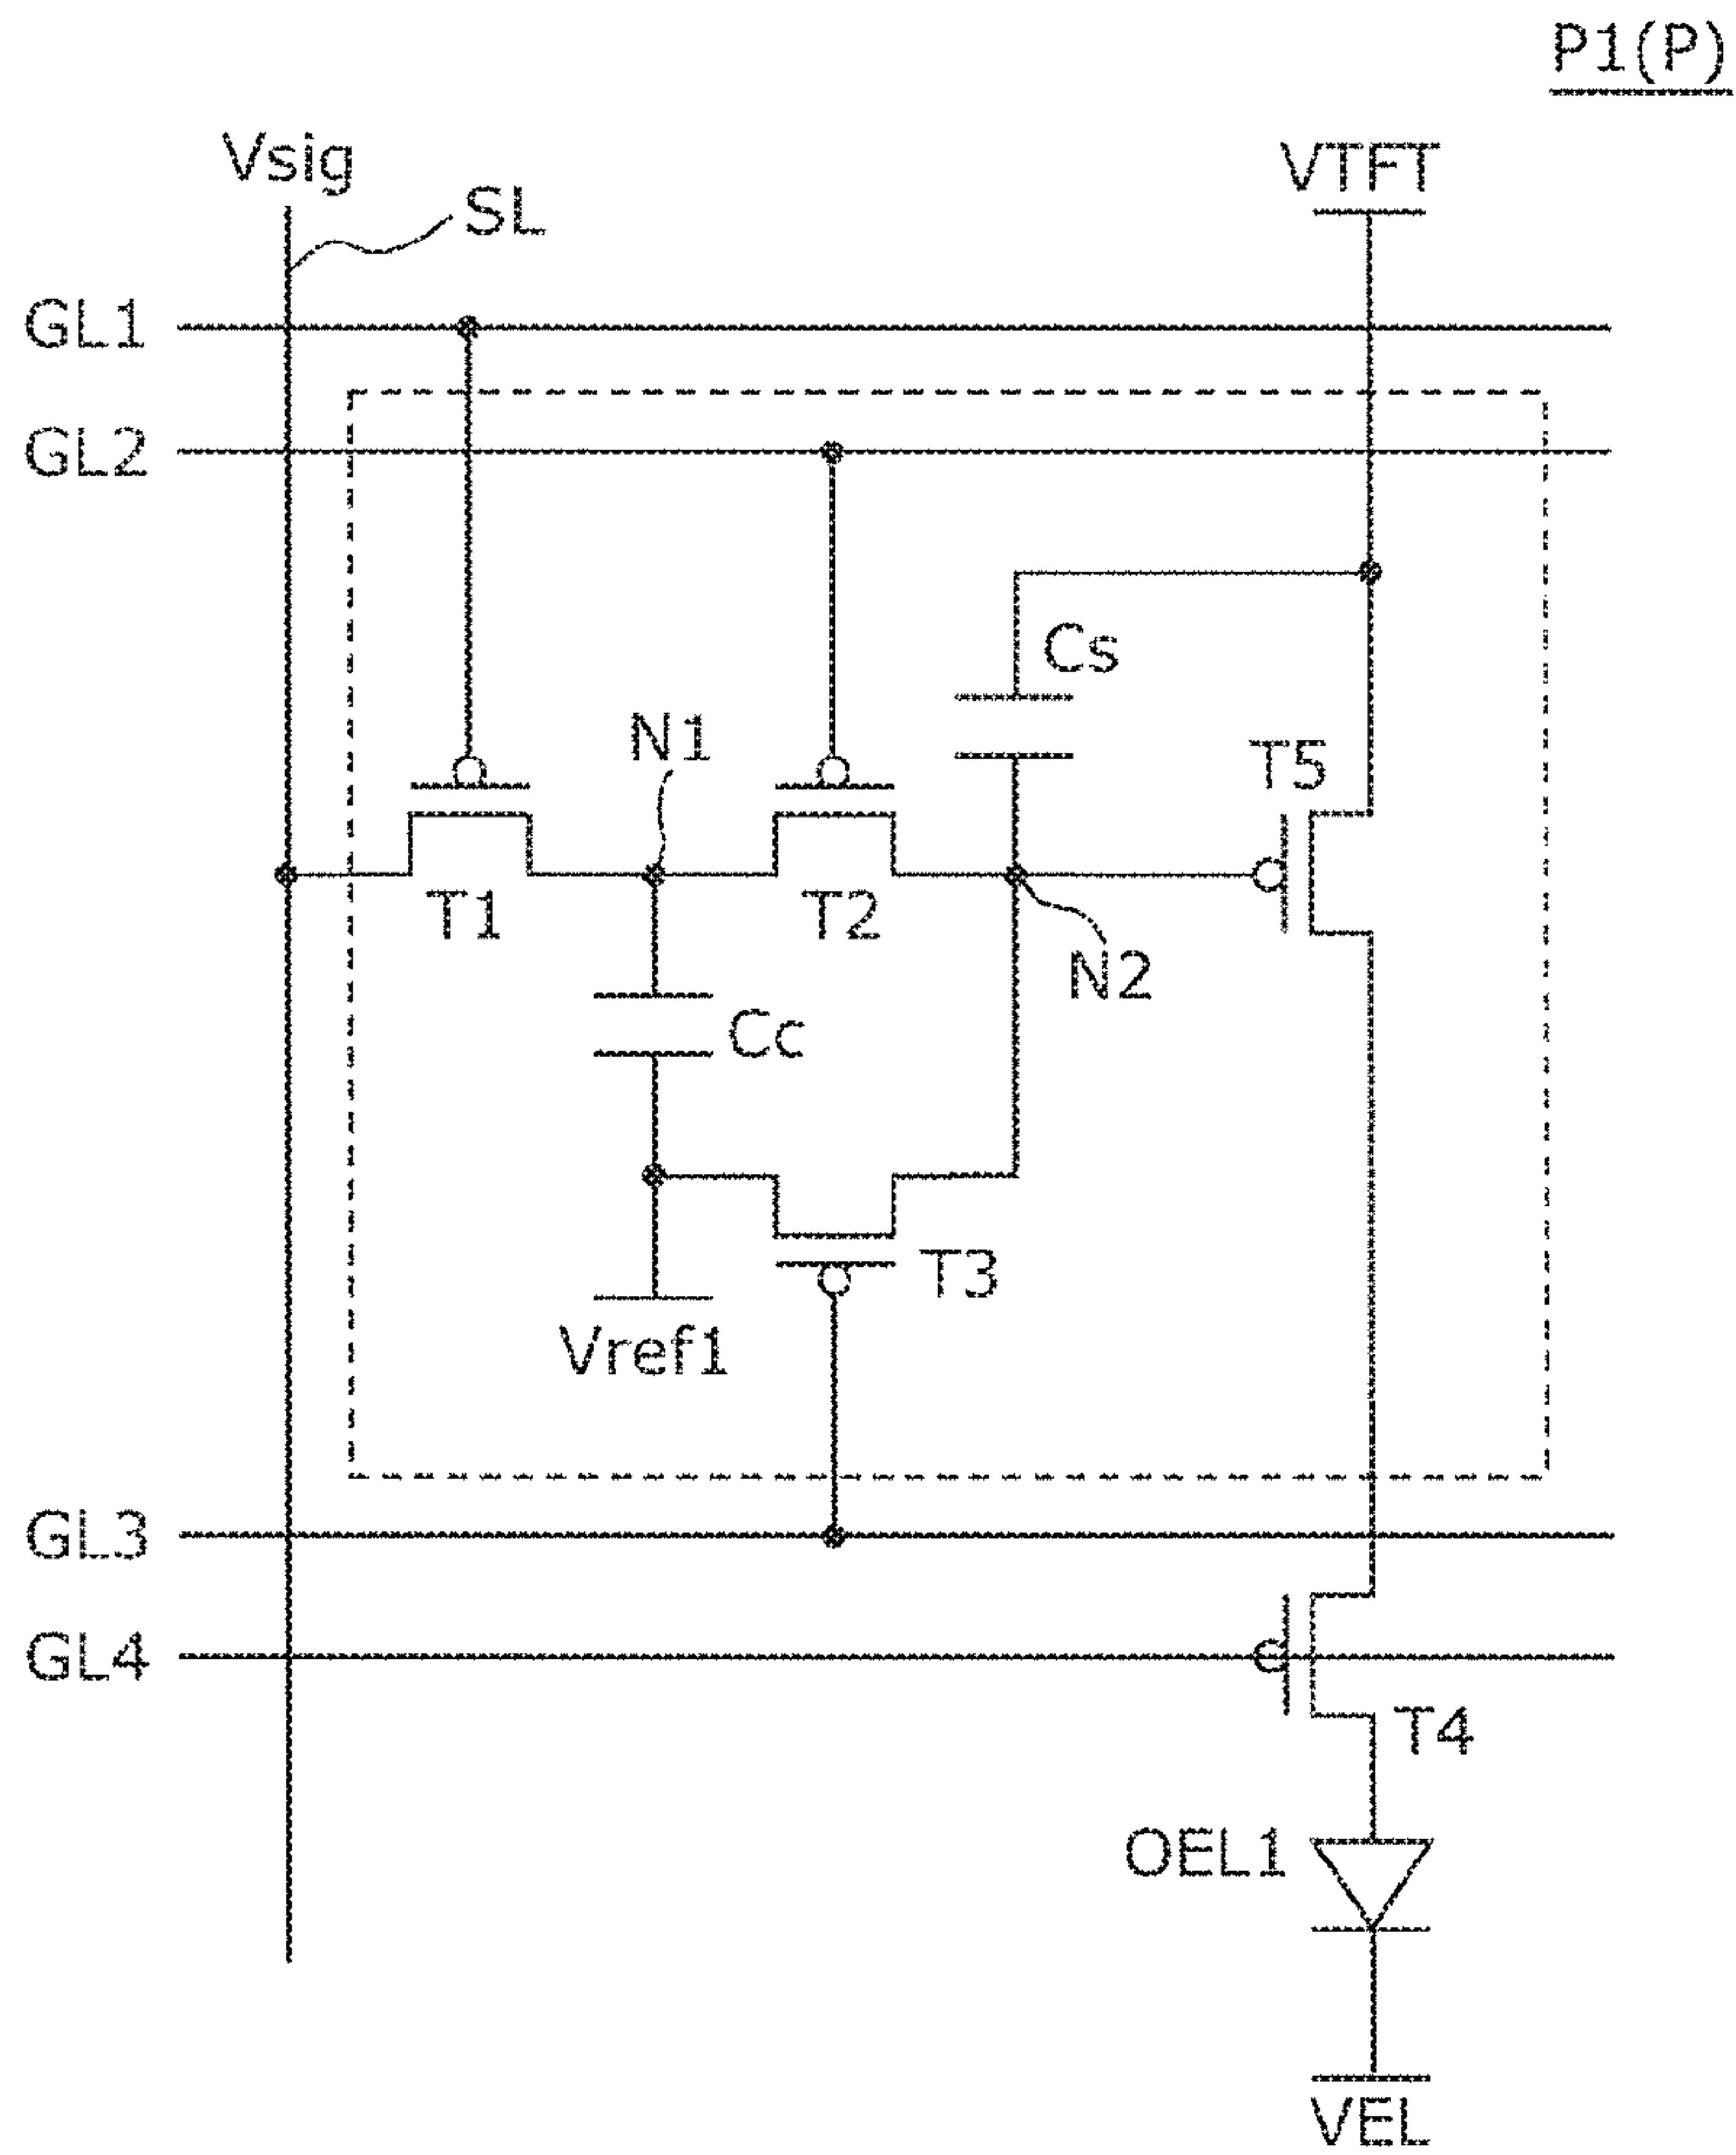 P1(P)
Vsig
SL
VTFT
GL1
GL2
Cs
N1
T5
T1
T2
N2
Cc
T3
Vref1
GL3
GL4
T4
OEL1
VEL